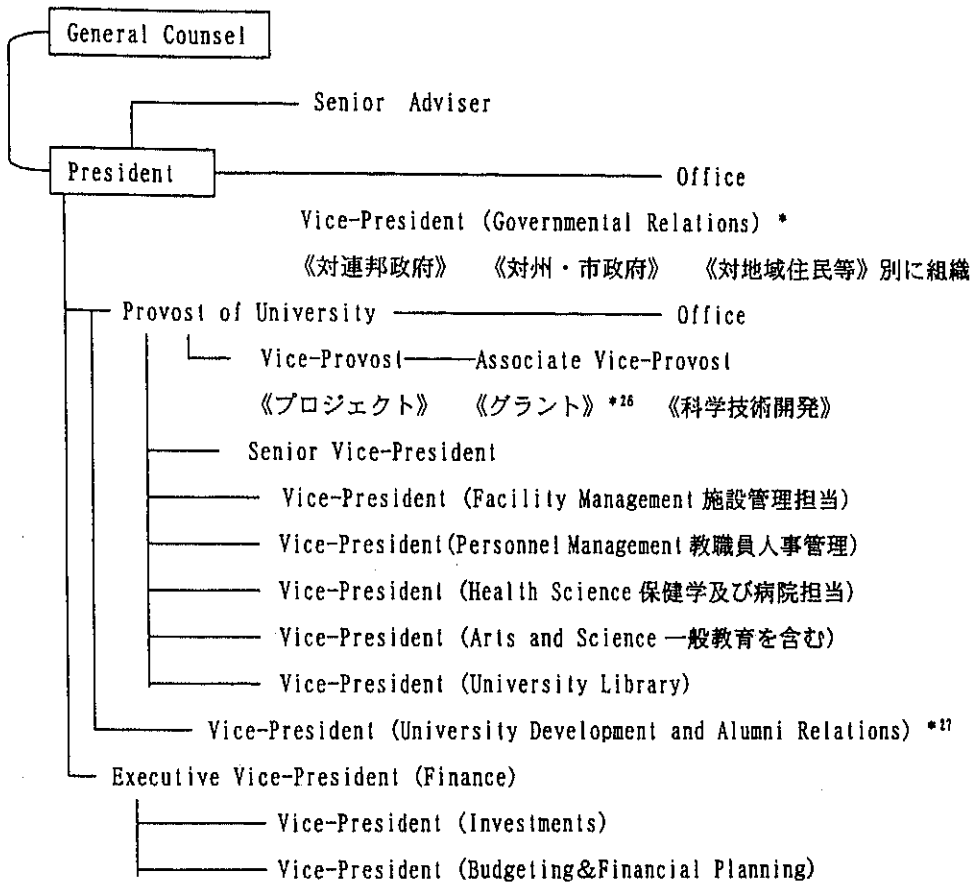 General Counsel
Senior Adviser
President
Office
Vice-President (Governmental Relations) *
《対連邦政府》 《対州・市政府》 《対地域住民等》別に組織
Provost of University Office
Vice-Provost Associate Vice-Provost
《プロジェクト》 《グラント》*26 《科学技術開発》
Senior Vice-President
Vice-President (Facility Management 施設管理担当)
Vice-President (Personnel Management 教職員人事管理)
Vice-President (Health Science 保健学及び病院担当)
Vice-President (Arts and Science 一般教育を含む)
Vice-President (University Library)
Vice-President (University Development and Alumni Relations) *27
Executive Vice-President (Finance)
Vice-President (Investments)
Vice-President (Budgeting&Financial Planning)